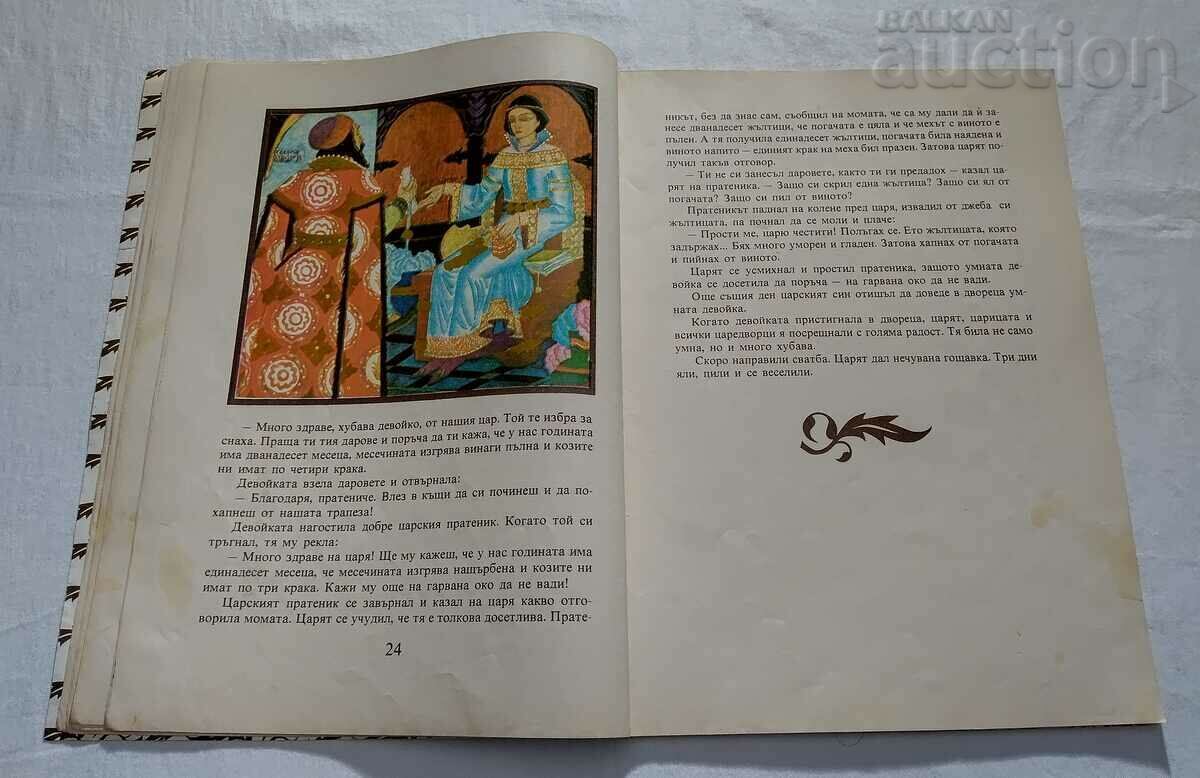 BALKAN
auction
— Много здраве, хубава девойко, от нашия цар. Той те избра за
снаха. Праща ти тия дарове и поръча да ти кажа, че у нас годината
има дванадесет месеца, месечината изгрява винаги пълна и козите
ни имат по четири крака.
Девойката взела даровете и отвърнала:
— Благодаря, пратениче. Влез в къщи да си починеш и да по-
хапнеш от нашата трапеза!
Девойката нагостила добре царския пратеник. Когато той си
тръгнал, тя му рекла:
— Много здраве на царя! Ще му кажеш, че у нас годината има
единадесет месеца, че месечината изгрява нащърбена и козите ни
имат по три крака. Кажи му още на гарвана око да не вади!
Царският пратеник се завърнал и казал на царя какво отго-
ворила момата. Царят се учудил, че тя е толкова досетлива. Прате-
24
никът, без да знае сам, съобщил на момата, че са му дали да ѝ за-
несе дванадесет жълтици, че погачата е цяла и че мехът с виното е
пълен. А тя получила единадесет жълтици, погачата била наядена и
виното напито — единият крак на меха бил празен. Затова царят по-
лучил такъв отговор.
— Ти не си занесъл даровете, както ти ги предадох — казал ца-
рят на пратеника. — Защо си скрил една жълтица? Защо си ял от
погачата? Защо си пил от виното?
Пратеникът паднал на колене пред царя, извадил от джеба си
жълтицата, па почнал да се моли и плаче:
— Прости ме, царю честити! Полъгах се. Ето жълтицата, която
задържах... Бях много уморен и гладен. Затова хапнах от погачата
и пийнах от виното.
Царят се усмихнал и простил пратеника, защото умната де-
войка се досетила да поръча — на гарвана око да не вади.
Още същия ден царският син отишъл да доведе в двореца ум-
ната девойка.
Когато девойката пристигнала в двореца, царят, царицата и
всички царедворци я посрещнали с голяма радост. Тя била не само
умна, но и много хубава.
Скоро направили сватба. Царят дал нечувана гощавка. Три дни
яли, пили и се веселили.